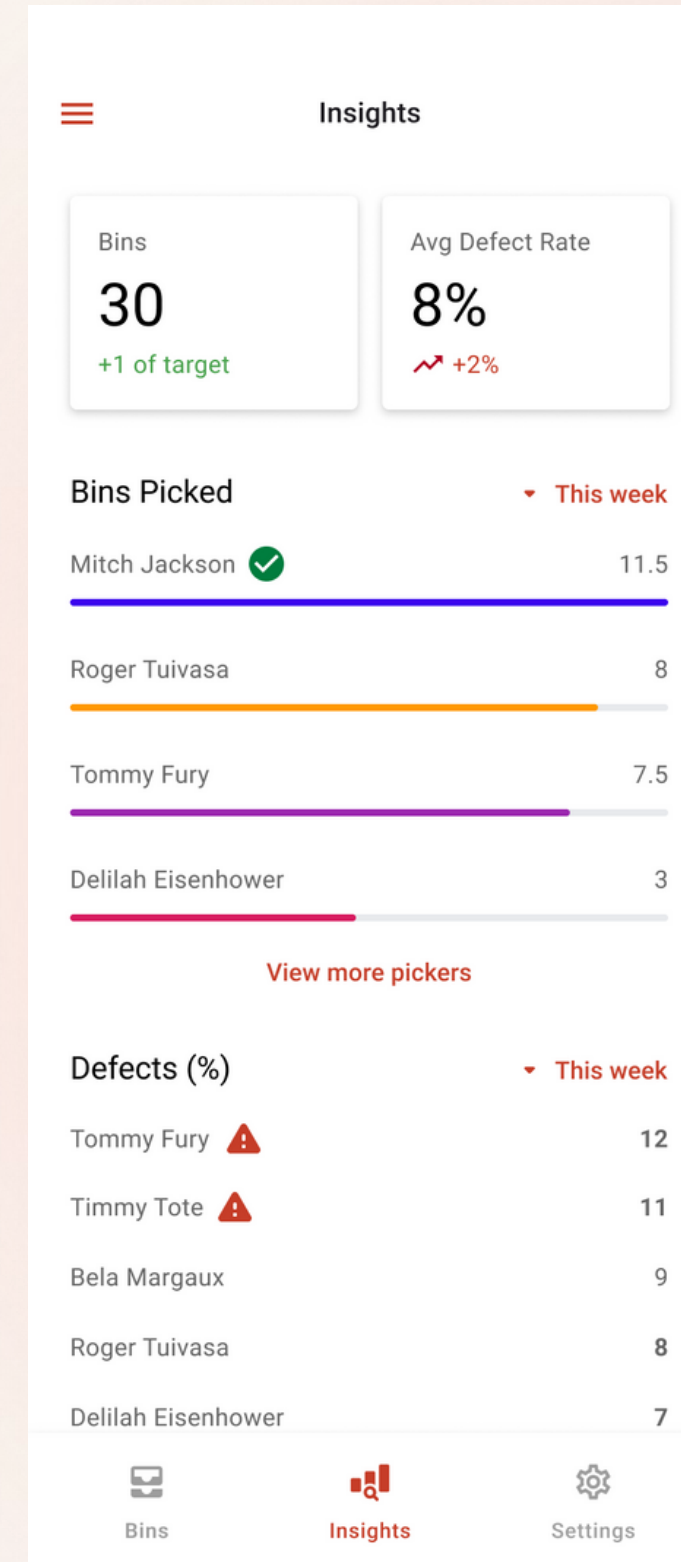 Insights
Bins
30
+1 of target
Avg Defect Rate
8%
+2%
Bins Picked
This week
Mitch Jackson 11.5
Roger Tuivasa 8
Tommy Fury 7.5
Delilah Eisenhower 3
View more pickers
Defects (%)
This week
Tommy Fury 12
Timmy Tote 11
Bela Margaux 9
Roger Tuivasa 8
Delilah Eisenhower 7
Bins
Insights
Settings